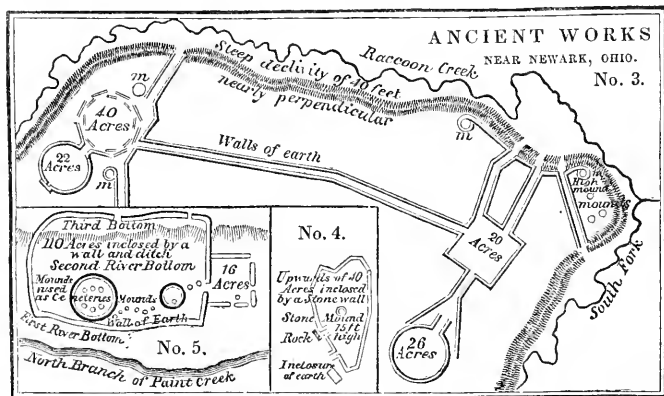 ANCIENT WORKS
NEAR NEWARK, OHIO.
No. 3.
Raccoon Creek
Steep declivity of 40 feet
nearly perpendicular
m
40
Acres
22
Acres
m
Walls of earth
m
m
High
mound
mounds
20
Acres
South Fork
26
Acres
Third Bottom
110 Acres inclosed by a
wall and ditch
Second River Bottom
16
Acres
Mounds
used
as Cemeteries
Mounds
Wall of Earth
First River Bottom
No. 5.
North Branch of Paint Creek
No. 4.
Upwards of 40
Acres inclosed
by a Stone wall
Stone Mound
15 ft
high
Rock
Inclosure
of earth